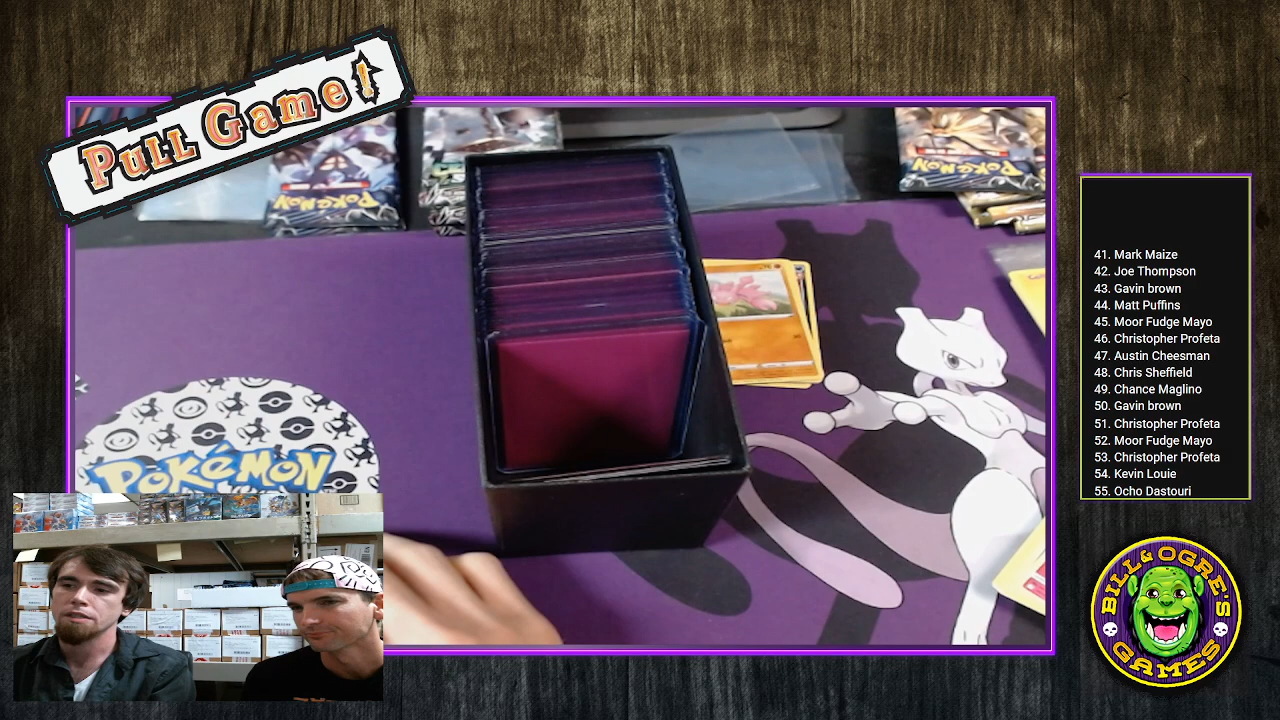 Pull Game!
POKÉMON
POKÉMON
POKÉMON
41. Mark Maize
42. Joe Thompson
43. Gavin brown
44. Matt Puffins
45. Moor Fudge Mayo
46. Christopher Profeta
47. Austin Cheesman
48. Chris Sheffield
49. Chance Maglino
50. Gavin brown
51. Christopher Profeta
52. Moor Fudge Mayo
53. Christopher Profeta
54. Kevin Louie
55. Ocho Dastouri
BILL & OGRE'S
GAMES